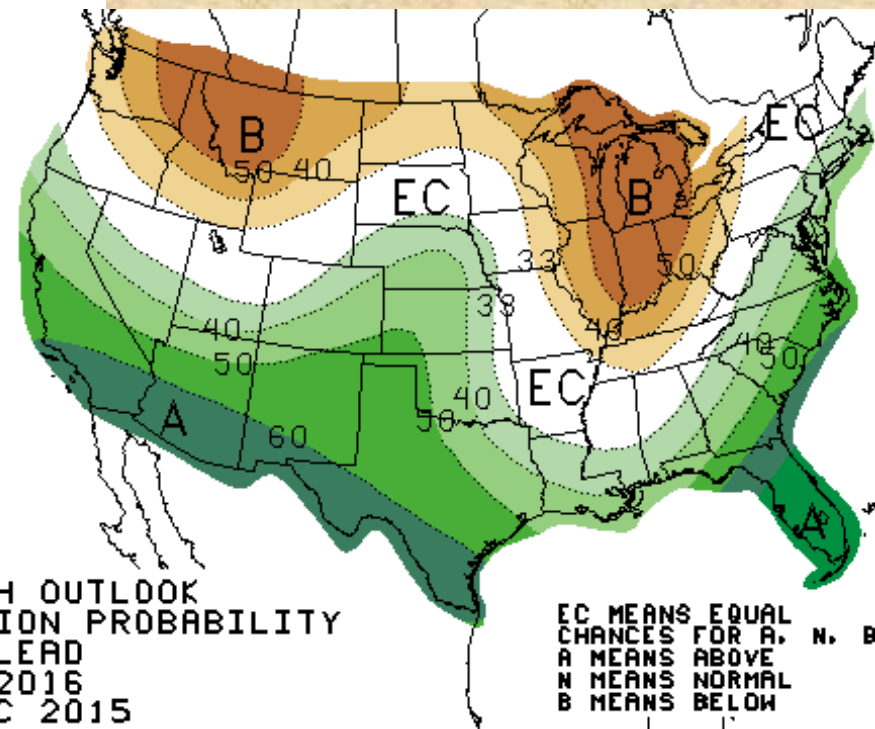 EC
B
50 40
EC
B
33
50
33
40
40
40
50
50
EC
40
A
50
60
A
H OUTLOOK
ION PROBABILITY
LEAD
2016
C 2015
EC MEANS EQUAL
CHANCES FOR A, N, B
A MEANS ABOVE
N MEANS NORMAL
B MEANS BELOW